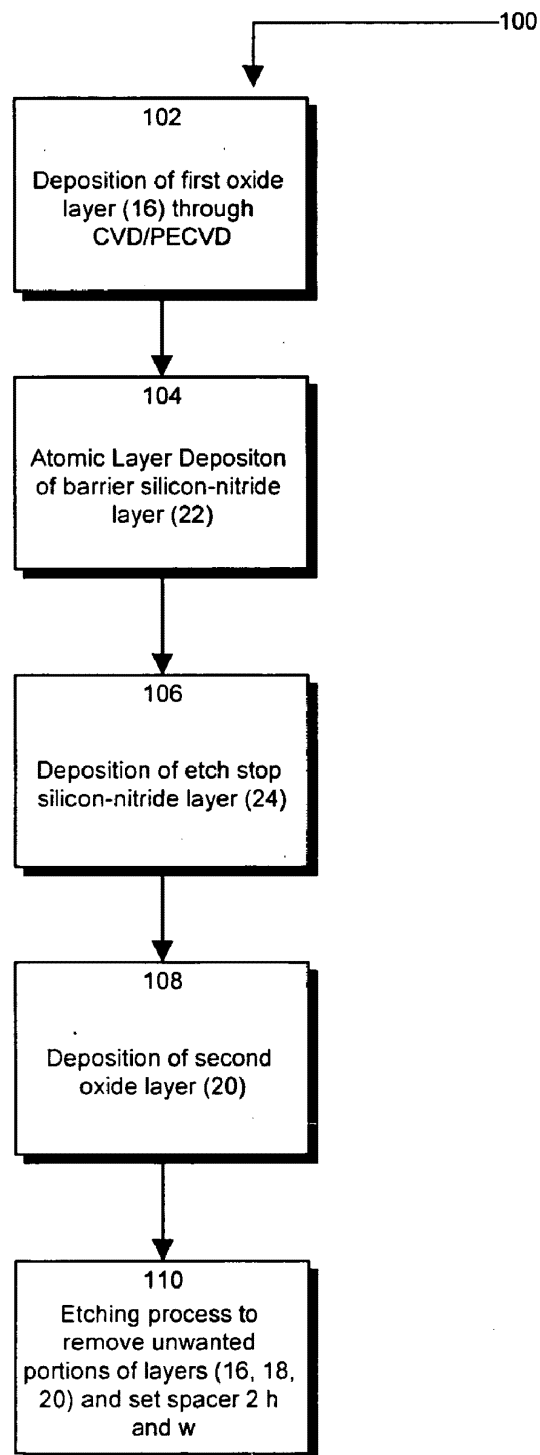 100
102
Deposition of first oxide
layer (16) through
CVD/PECVD
104
Atomic Layer Depositon
of barrier silicon-nitride
layer (22)
106
Deposition of etch stop
silicon-nitride layer (24)
108
Deposition of second
oxide layer (20)
110
Etching process to
remove unwanted
portions of layers (16, 18,
20) and set spacer 2 h
and w